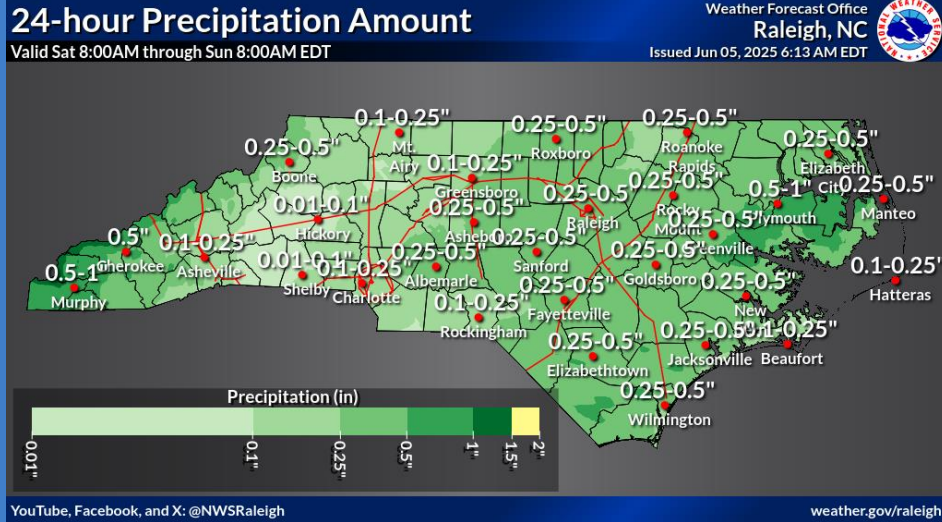 24-hour Precipitation Amount
Valid Sat 8:00AM through Sun 8:00AM EDT
Weather Forecast Office
Raleigh, NC
Issued Jun 05, 2025 6:13 AM EDT
0.1-0.25"
Mt.
Airy
0.25-0.5"
Roxboro
0.25-0.5"
Roanoke
Rapids
0.25-0.5"
Elizabeth
City
0.25-0.5"
Boone
0.1-0.25"
Greensboro
0.25-0.5"
Raleigh
0.25-0.5"
Rocky
Mount
0.5-1"
Plymouth
0.25-0.5"
Manteo
0.01-0.1"
Hickory
0.25-0.5"
Asheboro
0.25-0.5"
Greenville
0.5"
Cherokee
0.1-0.25"
Asheville
0.25-0.5"
Albemarle
0.25-0.5"
Sanford
0.25-0.5"
Goldsboro
0.5-1"
Murphy
0.01-0.1"
Shelby
0.1-0.25"
Charlotte
0.25-0.5"
Fayetteville
0.25-0.5"
New
0.1-0.25"
Hatteras
0.1-0.25"
Rockingham
0.25-0.5"
Jacksonville
0.1-0.25"
Beaufort
0.25-0.5"
Elizabethtown
0.25-0.5"
Wilmington
Precipitation (in)
0.01"
0.1"
0.25"
0.5"
1"
1.5"
2"
YouTube, Facebook, and X: @NWSRaleigh
weather.gov/raleigh